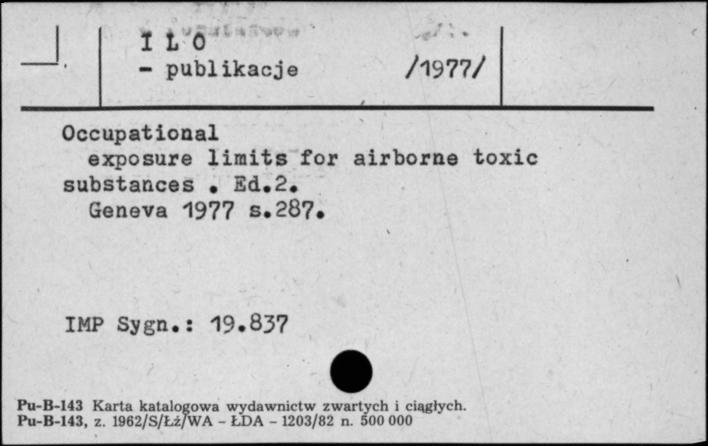 I L O
- publikacje /1977/
Occupational
exposure limits for airborne toxic
substances . Ed.2.
Geneva 1977 s.287.
IMP Sygn.: 19.837
Pu-B-143 Karta katalogowa wydawnictw zwartych i ciągłych.
Pu-B-143, z. 1962/S/Łź/WA - ŁDA - 1203/82 n. 500 000